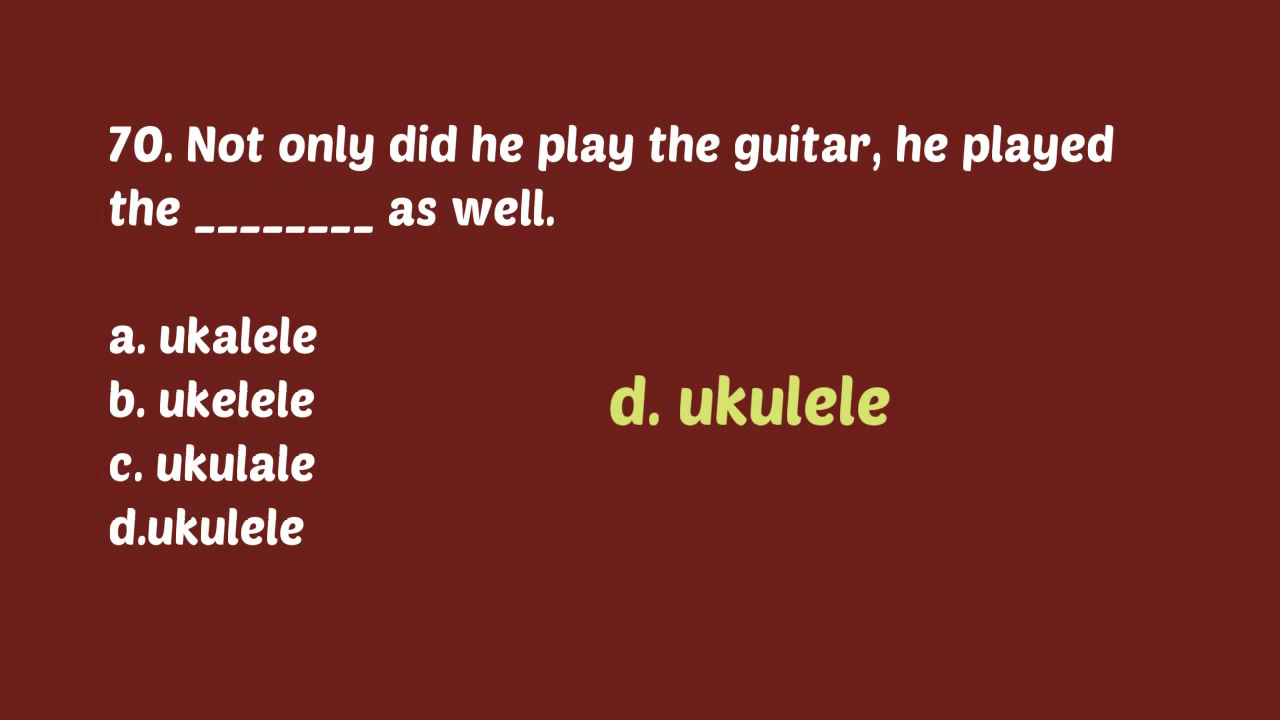 70. Not only did he play the guitar, he played
the ________ as well.
a. ukalele
b. ukelele
c. ukulale
d.ukulele
d. ukulele